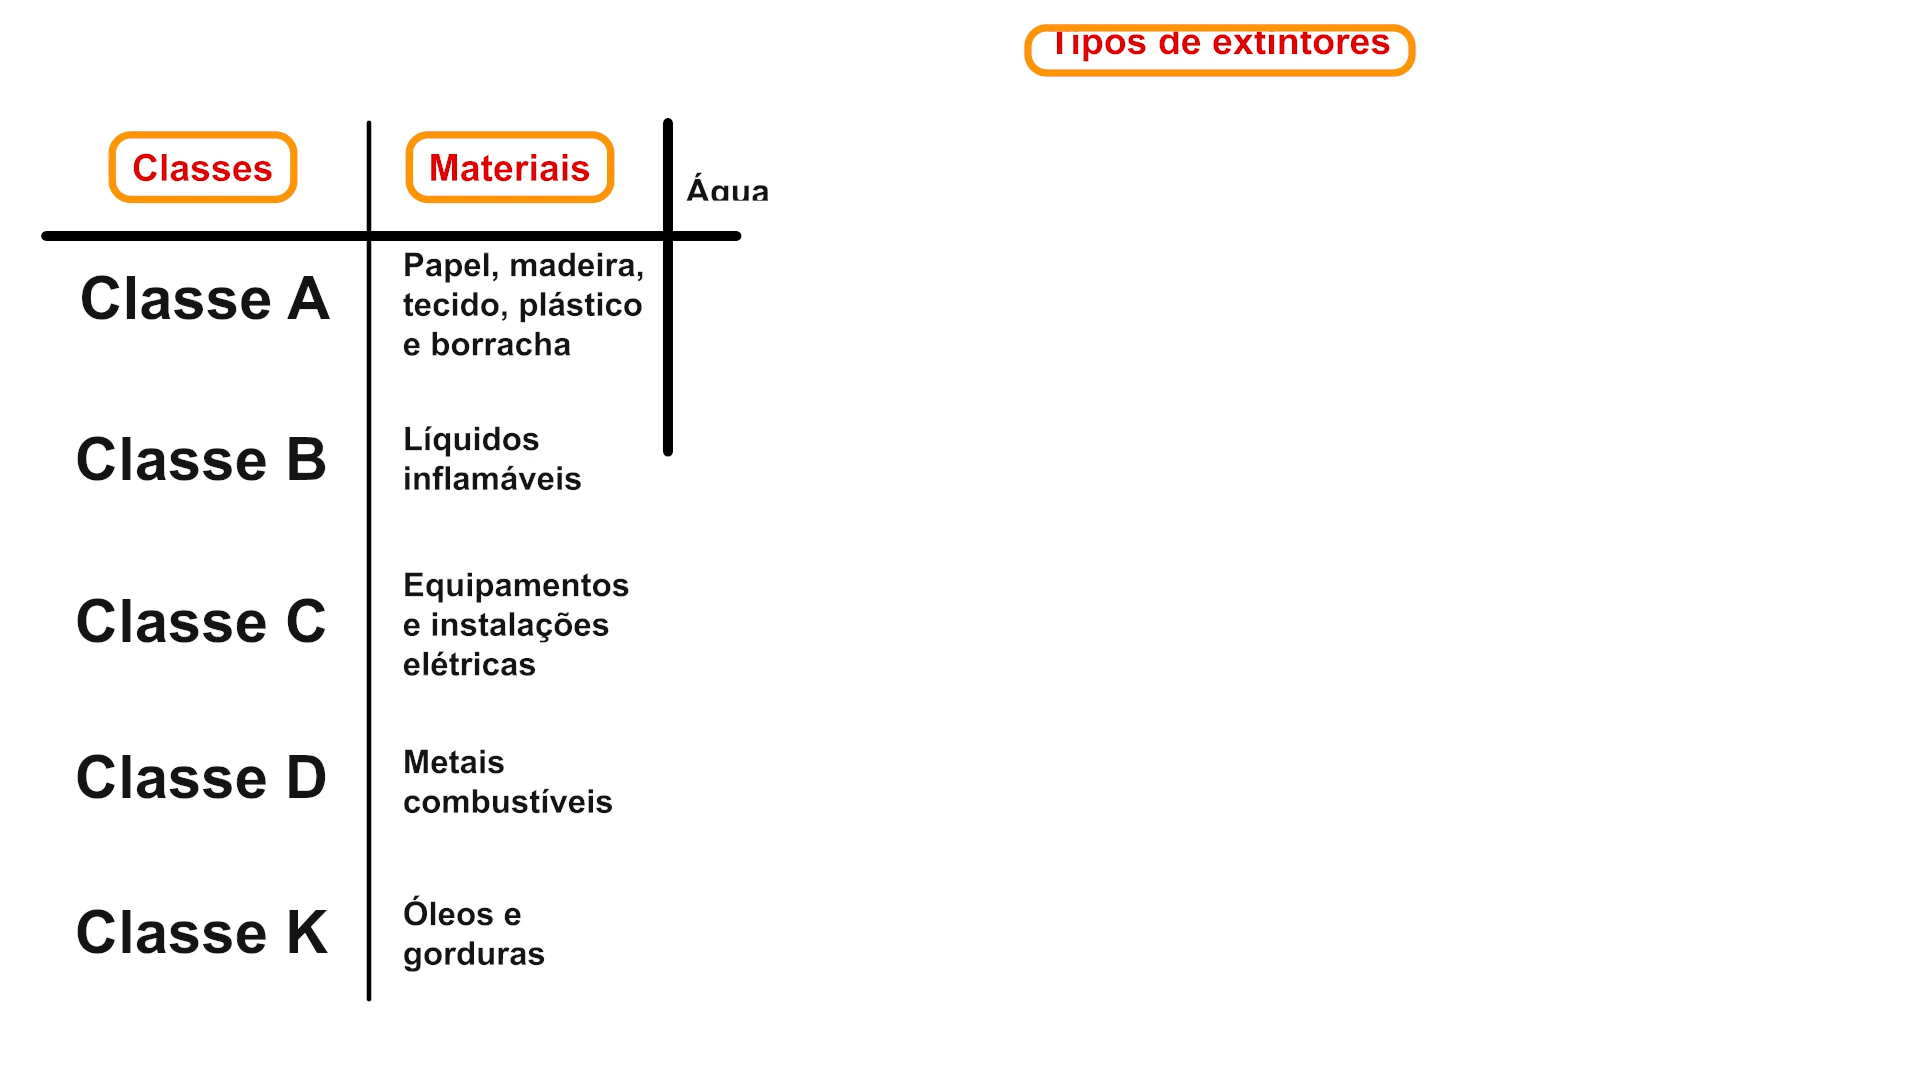 Tipos de extintores
Classes
Materiais
Água
Classe A
Papel, madeira,
tecido, plástico
e borracha
Classe B
Líquidos
inflamáveis
Classe C
Equipamentos
e instalações
elétricas
Classe D
Metais
combustíveis
Classe K
Óleos e
gorduras